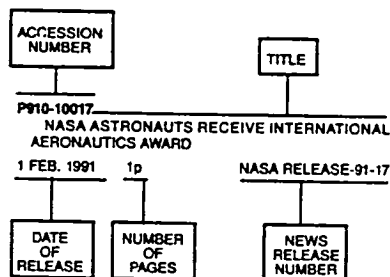 ACCESSION
NUMBER
TITLE
P910-10017
NASA ASTRONAUTS RECEIVE INTERNATIONAL
AERONAUTICS AWARD
1 FEB. 1991 1p NASA RELEASE-91-17
DATE
OF
RELEASE
NUMBER
OF
PAGES
NEWS
RELEASE
NUMBER